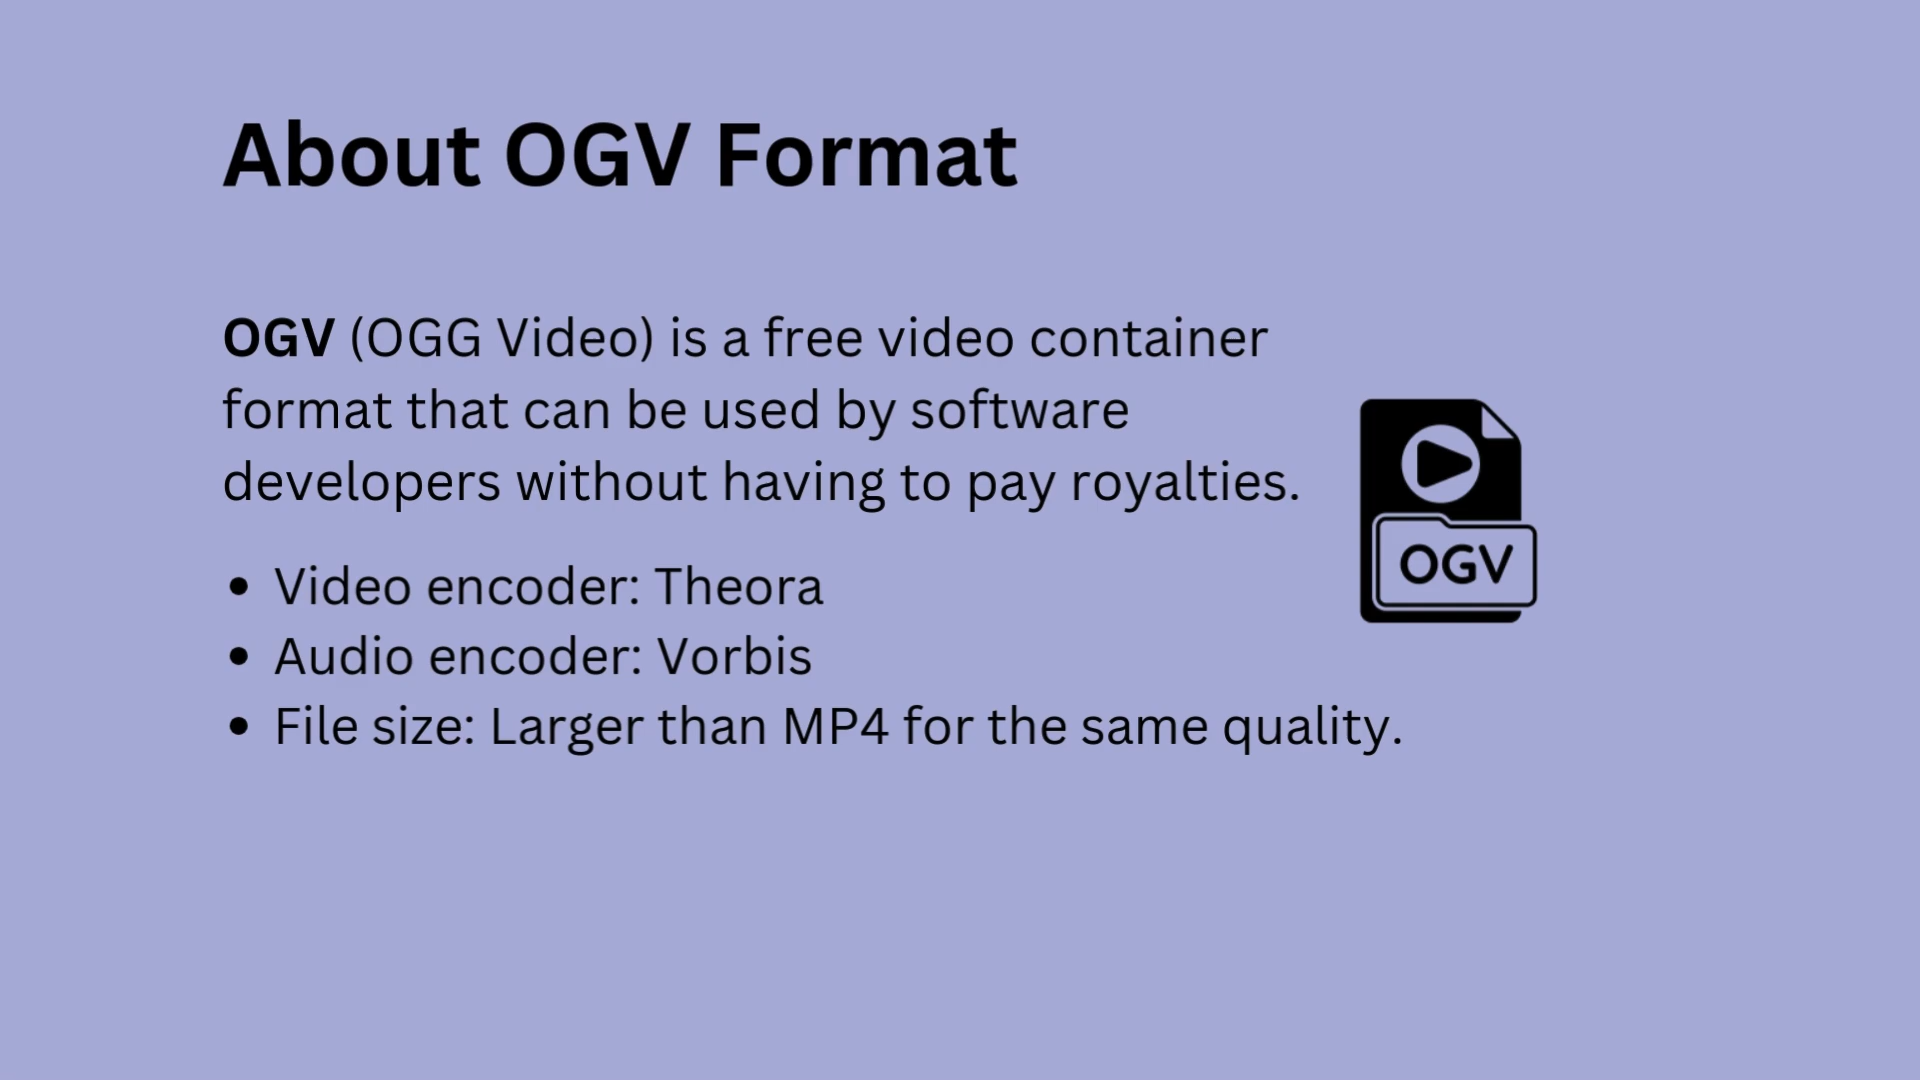 About OGV Format
OGV (OGG Video) is a free video container
format that can be used by software
developers without having to pay royalties.
• Video encoder: Theora
• Audio encoder: Vorbis
• File size: Larger than MP4 for the same quality.
OGV